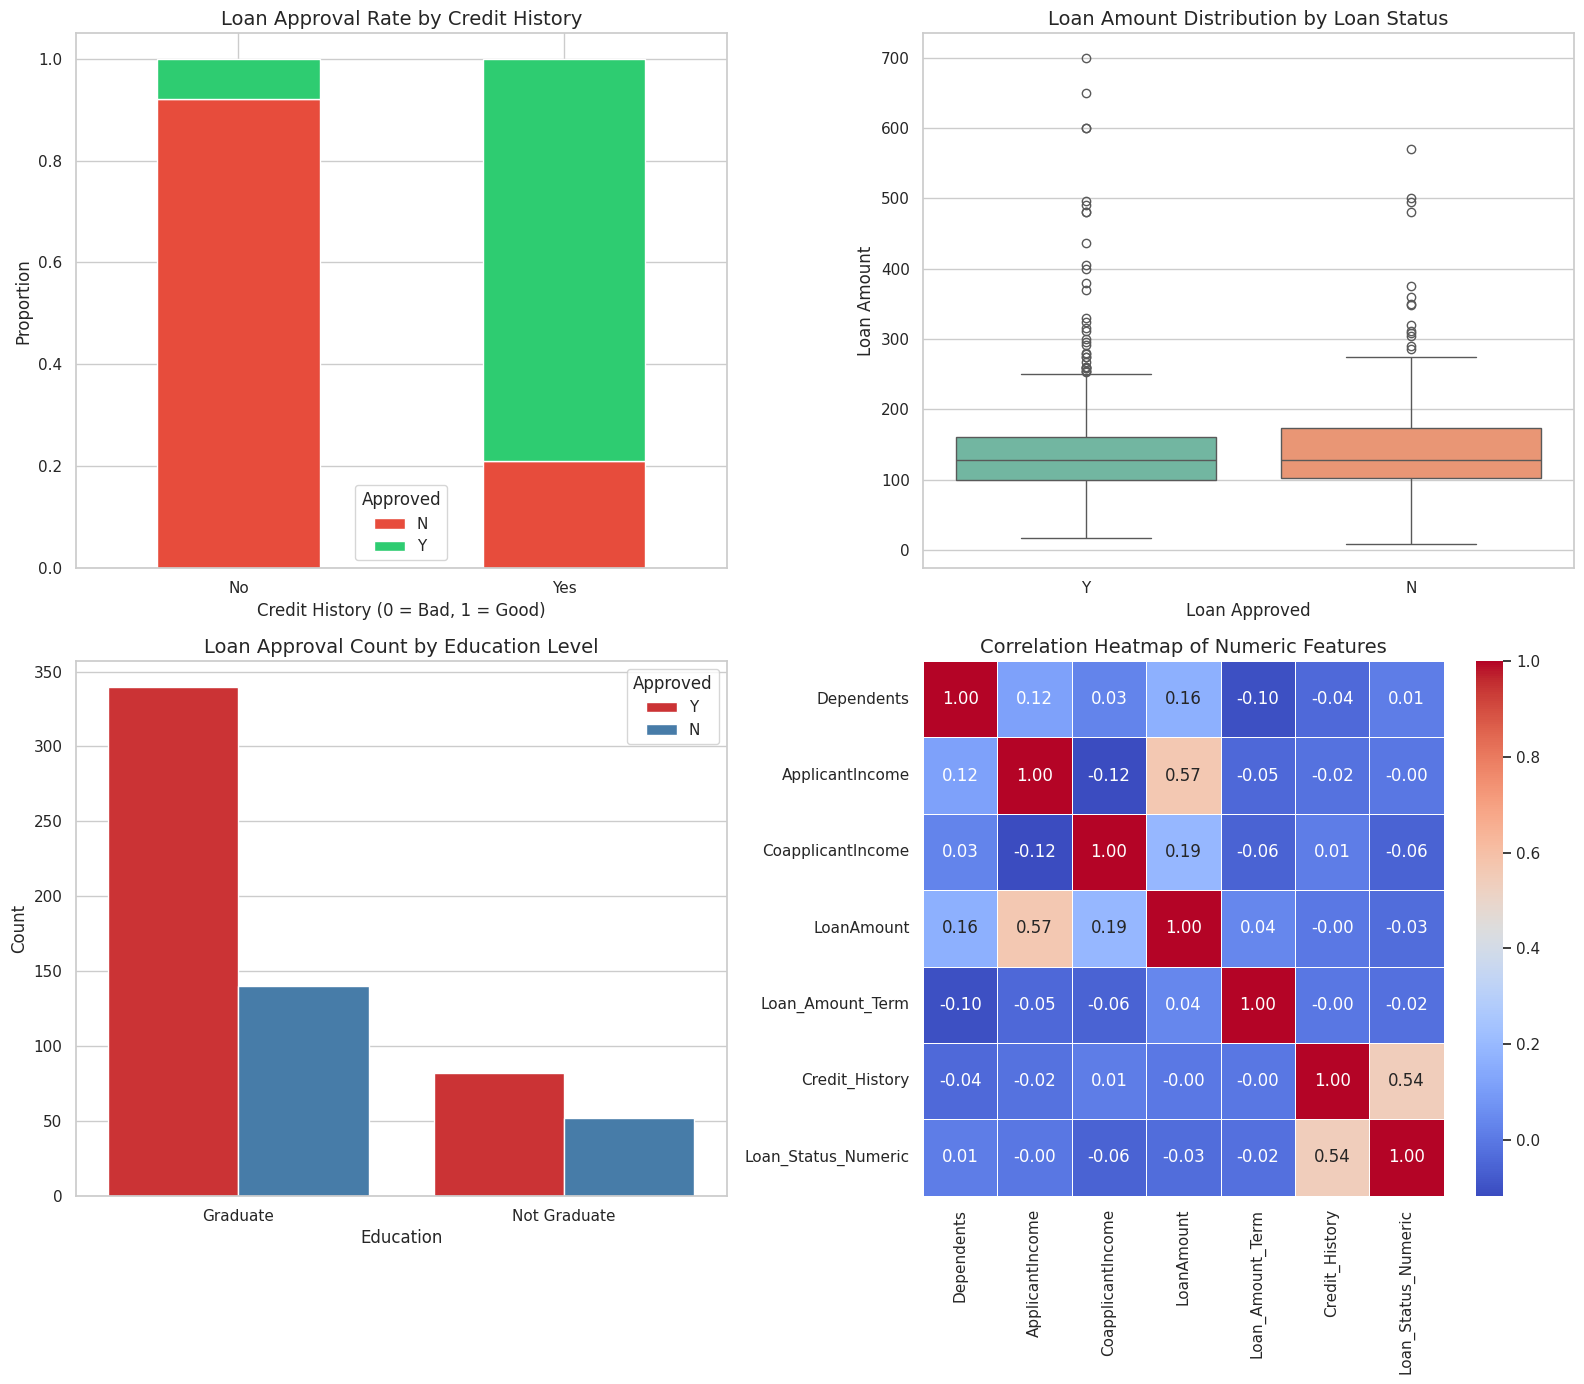 Loan Approval Rate by Credit History
1.0
0.8
0.6
0.4
0.2
0.0
Proportion
Approved
N
Y
No Yes
Credit History (0 = Bad, 1 = Good)
Loan Amount Distribution by Loan Status
700
600
500
400
300
200
100
0
Loan Amount
Y N
Loan Approved
Loan Approval Count by Education Level
350
300
250
200
150
100
50
0
Count
Approved
Y
N
Graduate Not Graduate
Education
Correlation Heatmap of Numeric Features
Dependents 1.00 0.12 0.03 0.16 -0.10 -0.04 0.01
ApplicantIncome 0.12 1.00 -0.12 0.57 -0.05 -0.02 -0.00
CoapplicantIncome 0.03 -0.12 1.00 0.19 -0.06 0.01 -0.06
LoanAmount 0.16 0.57 0.19 1.00 0.04 -0.00 -0.03
Loan_Amount_Term -0.10 -0.05 -0.06 0.04 1.00 -0.00 -0.02
Credit_History -0.04 -0.02 0.01 -0.00 -0.00 1.00 0.54
Loan_Status_Numeric 0.01 -0.00 -0.06 -0.03 -0.02 0.54 1.00
Dependents
ApplicantIncome
CoapplicantIncome
LoanAmount
Loan_Amount_Term
Credit_History
Loan_Status_Numeric
1.0
0.8
0.6
0.4
0.2
0.0